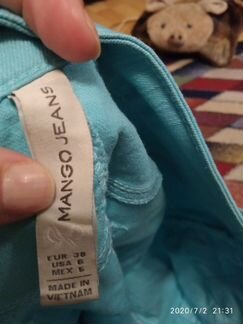 MANGO JEANS
EUR 38
USA 6
MEX 6
MADE IN
VIETNAM
2020/7/2 21:31